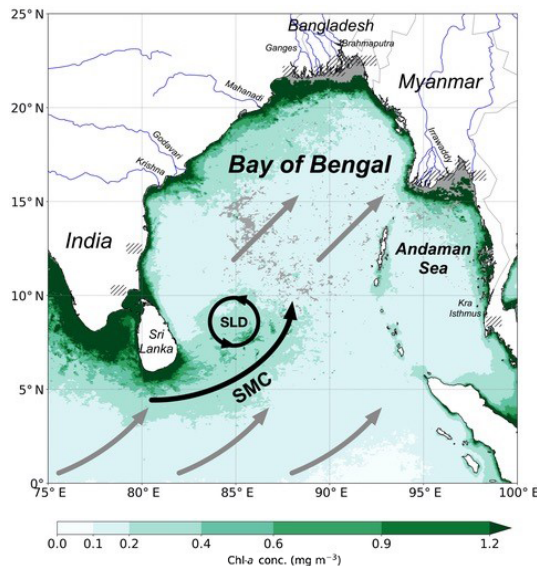 25°N
20°N
15°N
10°N
5°N
0°
75°E
80°E
85°E
90°E
95°E
100°E
Bangladesh
Ganges
Brahmaputra
Myanmar
Mahanadi
Irrawaddy
Godavari
Krishna
Bay of Bengal
India
Andaman
Sea
Kra
Isthmus
SLD
Sri
Lanka
SMC
0.0 0.1 0.2 0.4 0.6 0.9 1.2
Chl-a conc. (mg m⁻³)